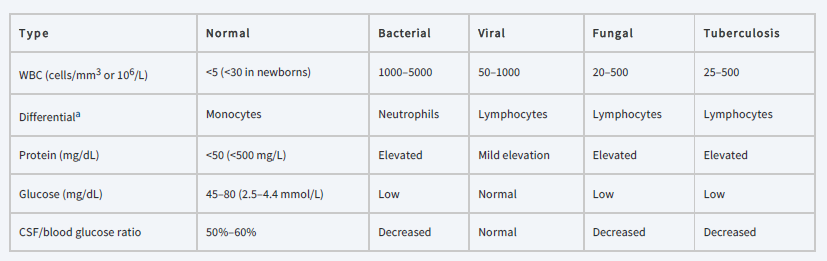 Type Normal Bacterial Viral Fungal Tuberculosis
WBC (cells/mm³ or 10⁶/L) <5 (<30 in newborns) 1000–5000 50–1000 20–500 25–500
Differentialᵃ Monocytes Neutrophils Lymphocytes Lymphocytes Lymphocytes
Protein (mg/dL) <50 (<500 mg/L) Elevated Mild elevation Elevated Elevated
Glucose (mg/dL) 45–80 (2.5–4.4 mmol/L) Low Normal Low Low
CSF/blood glucose ratio 50%–60% Decreased Normal Decreased Decreased